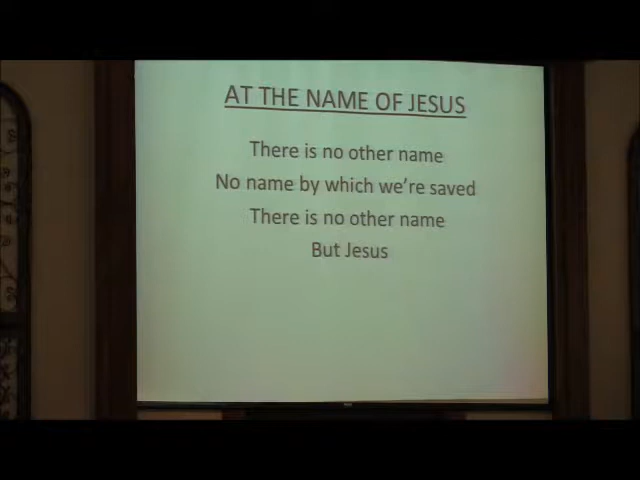 AT THE NAME OF JESUS
There is no other name
No name by which we're saved
There is no other name
But Jesus